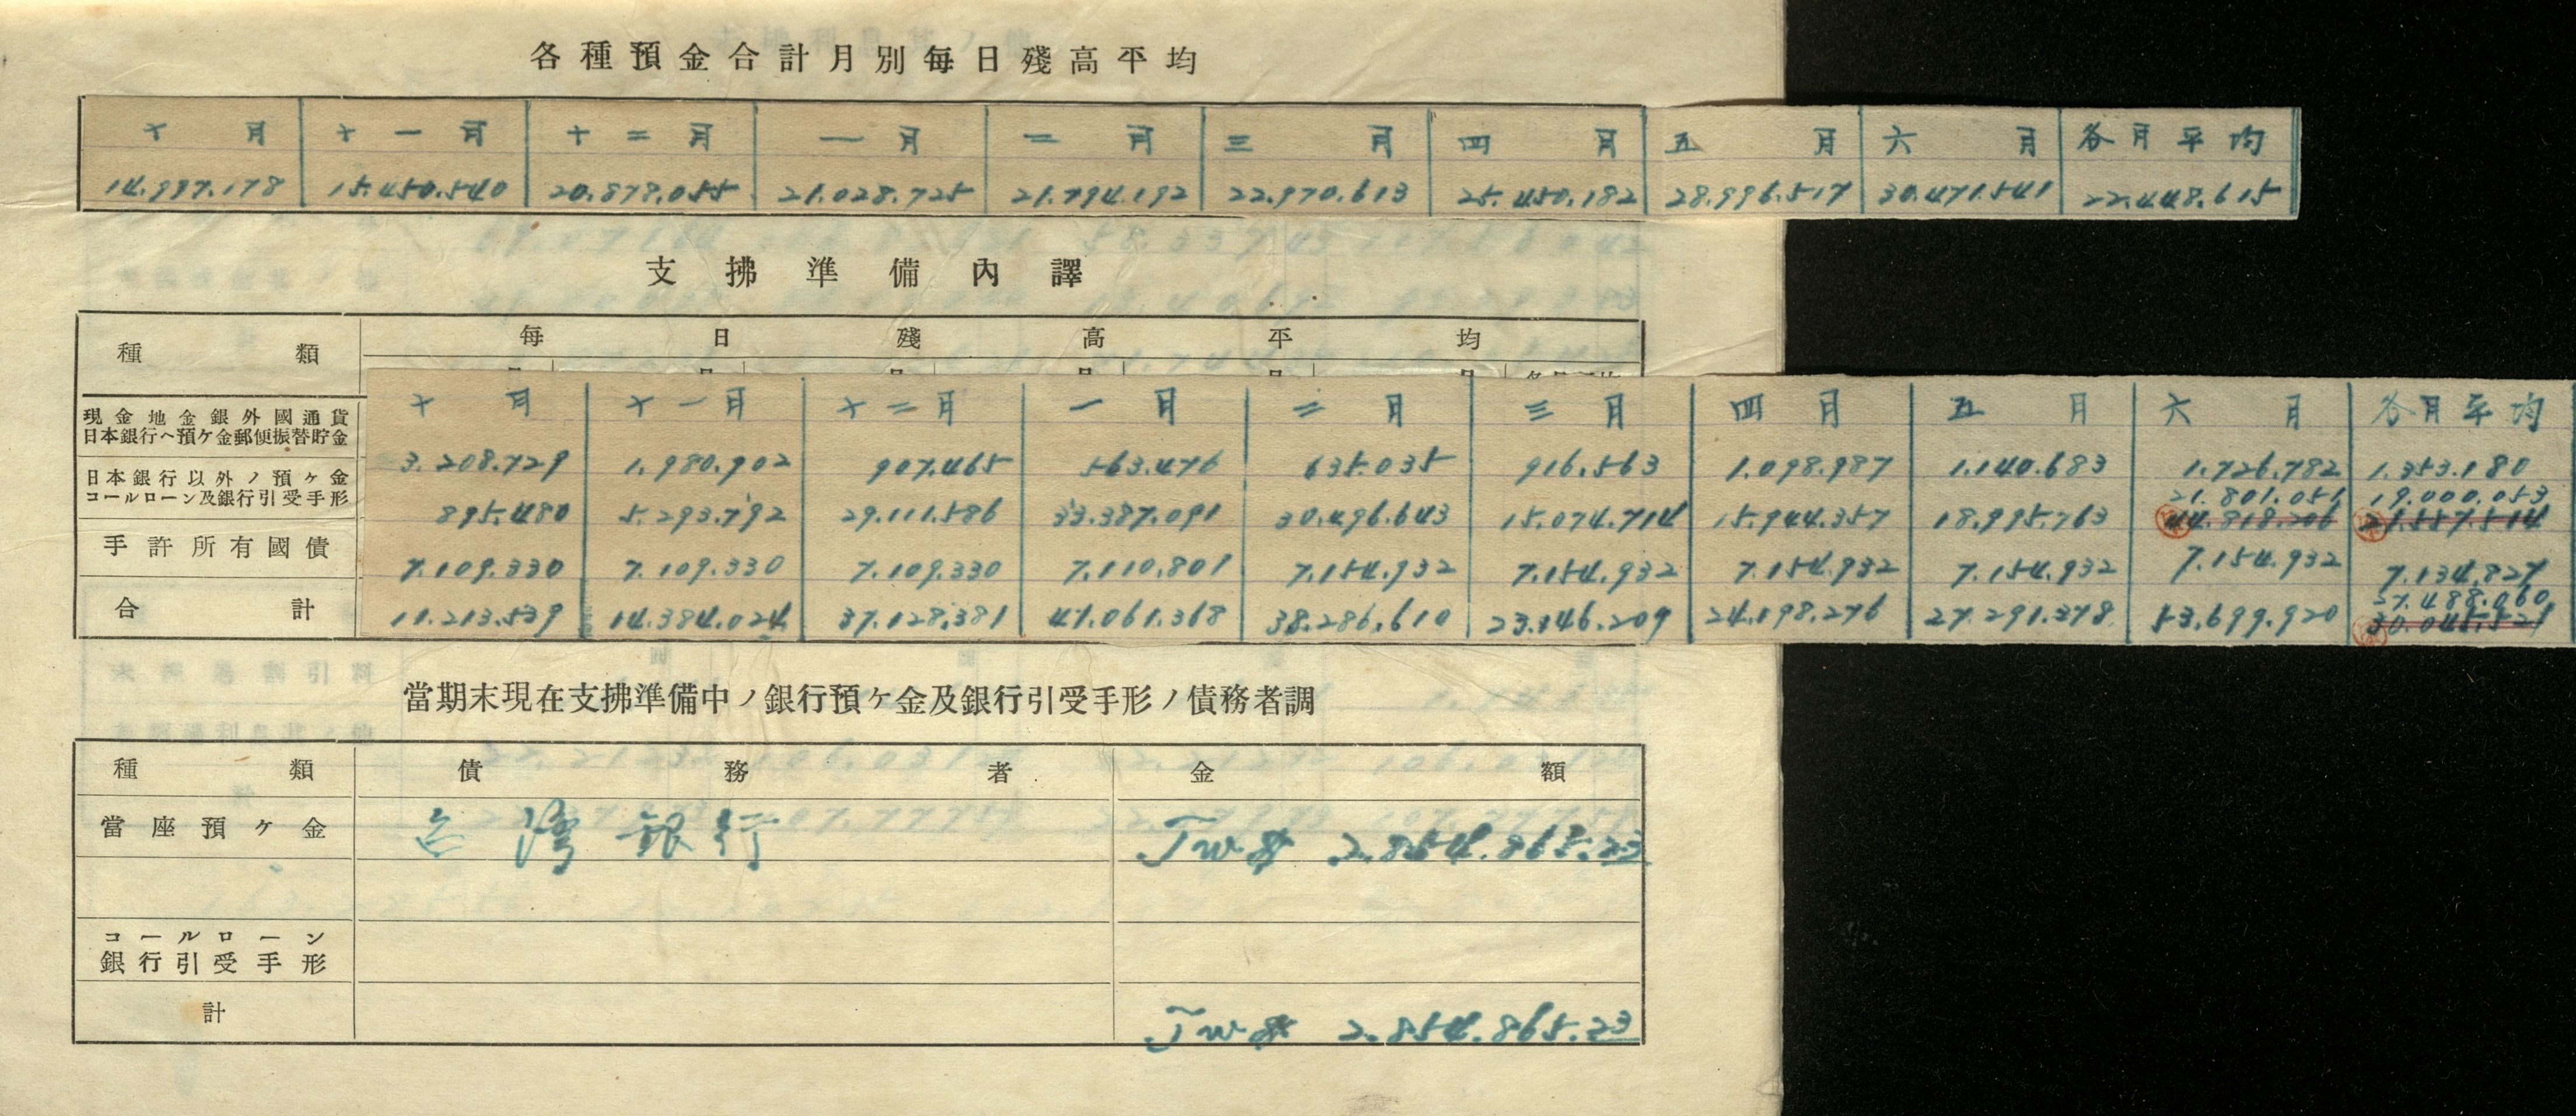 各種預金合計月別每日殘高平均
十月 十一月 十二月 一月 二月 三月 四月 五月 六月 各月平均
14.997.178 15.450.540 20.878.055 21.028.725 21.794.192 22.970.613 25.450.182 28.996.517 30.471.541 22.448.615
支拂準備內譯
種類 每日殘高平均
十月 十一月 十二月 一月 二月 三月 四月 五月 六月 各月平均
現金地金銀外國通貨
日本銀行へ預ケ金郵便振替貯金 3.208.729 1.980.902 907.465 563.476 635.035 916.563 1.098.987 1.140.683 1.726.782 1.353.180
21.801.051 19.000.053
日本銀行以外ノ預ケ金
コールローン及銀行引受手形 895.480 5.293.792 29.111.586 33.387.091 30.496.643 15.074.714 15.944.357 18.995.763 44.818.206 21.557.514
手許所有國債 7.109.330 7.109.330 7.109.330 7.110.801 7.154.932 7.154.932 7.154.932 7.154.932 7.154.932 7.134.827
27.488.060
合計 11.213.539 14.384.024 37.128.381 41.061.368 38.286.610 23.146.209 24.198.276 27.291.378 53.699.920 30.045.521
當期末現在支拂準備中ノ銀行預ケ金及銀行引受手形ノ債務者調
種類 債務者 金額
當座預ケ金 台灣銀行 Tw$ 2.854.865.23
コールローン
銀行引受手形
計 Tw$ 2.854.865.23